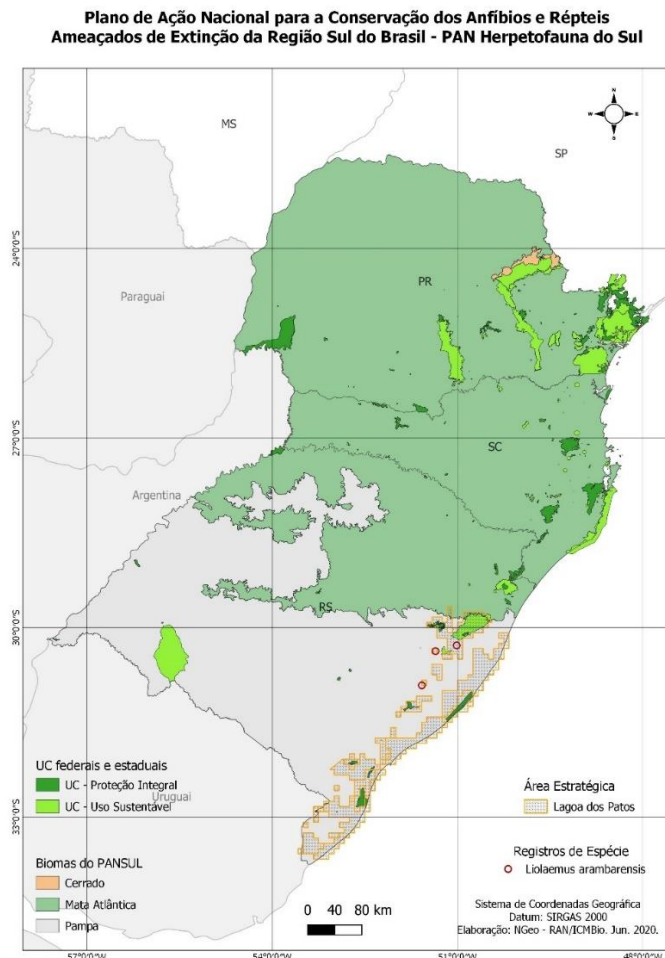 Plano de Ação Nacional para a Conservação dos Anfíbios e Répteis
Ameaçados de Extinção da Região Sul do Brasil - PAN Herpetofauna do Sul
MS
SP
N
W
E
S
24°0'0"S
PR
Paraguai
27°0'0"S
SC
Argentina
RS
30°0'0"S
UC federais e estaduais
UC - Proteção Integral
UC - Uso Sustentável
Uruguai
33°0'0"S
Biomas do PANSUL
Cerrado
Mata Atlântica
Pampa
Área Estratégica
Lagoa dos Patos
Registros de Espécie
Liolaemus arambarensis
0 40 80 km
Sistema de Coordenadas Geográfica
Datum: SIRGAS 2000
Elaboração: NGeo - RAN/ICMBio. Jun. 2020.
57°0'0"O
54°0'0"O
51°0'0"O
48°0'0"O